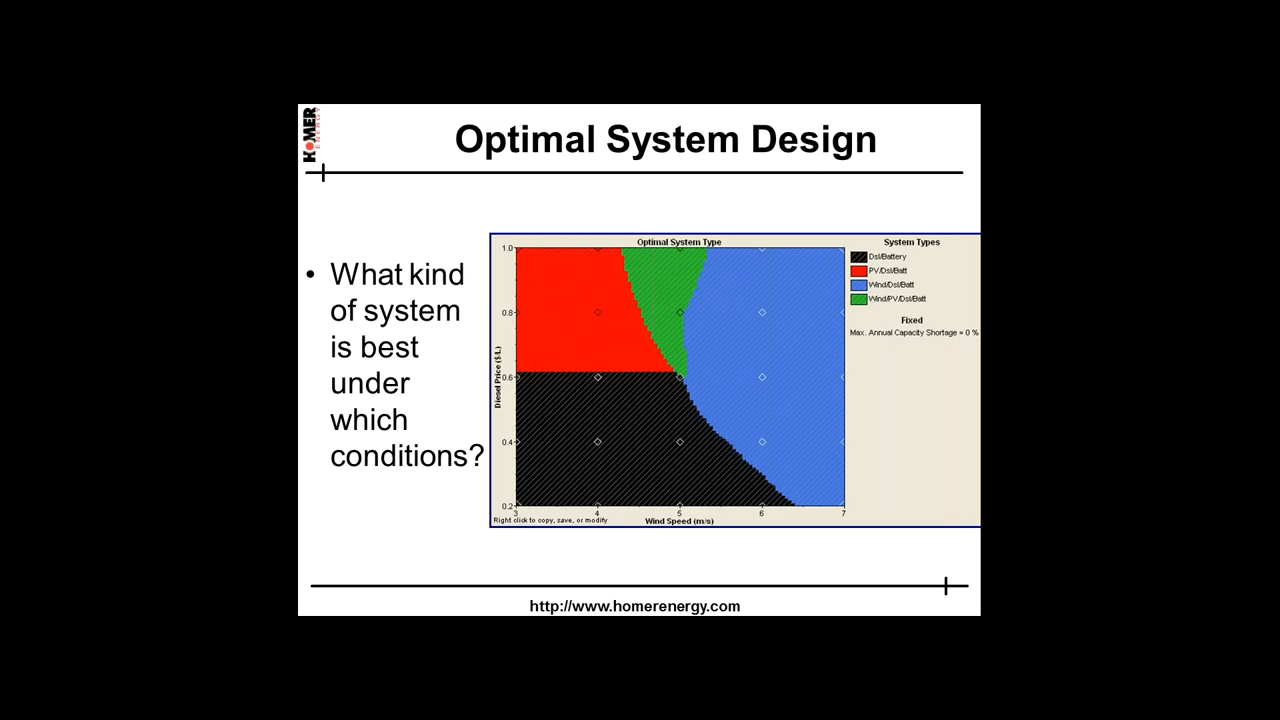 HOMER
ENERGY
Optimal System Design
• What kind
of system
is best
under
which
conditions?
Optimal System Type
1.0
0.8
0.6
0.4
0.2
Diesel Price ($/L)
3 4 5 6 7
Wind Speed (m/s)
Right click to copy, save, or modify
System Types
Dsl/Battery
PV/Dsl/Batt
Wind/Dsl/Batt
Wind/PV/Dsl/Batt
Fixed
Max. Annual Capacity Shortage = 0 %
http://www.homerenergy.com